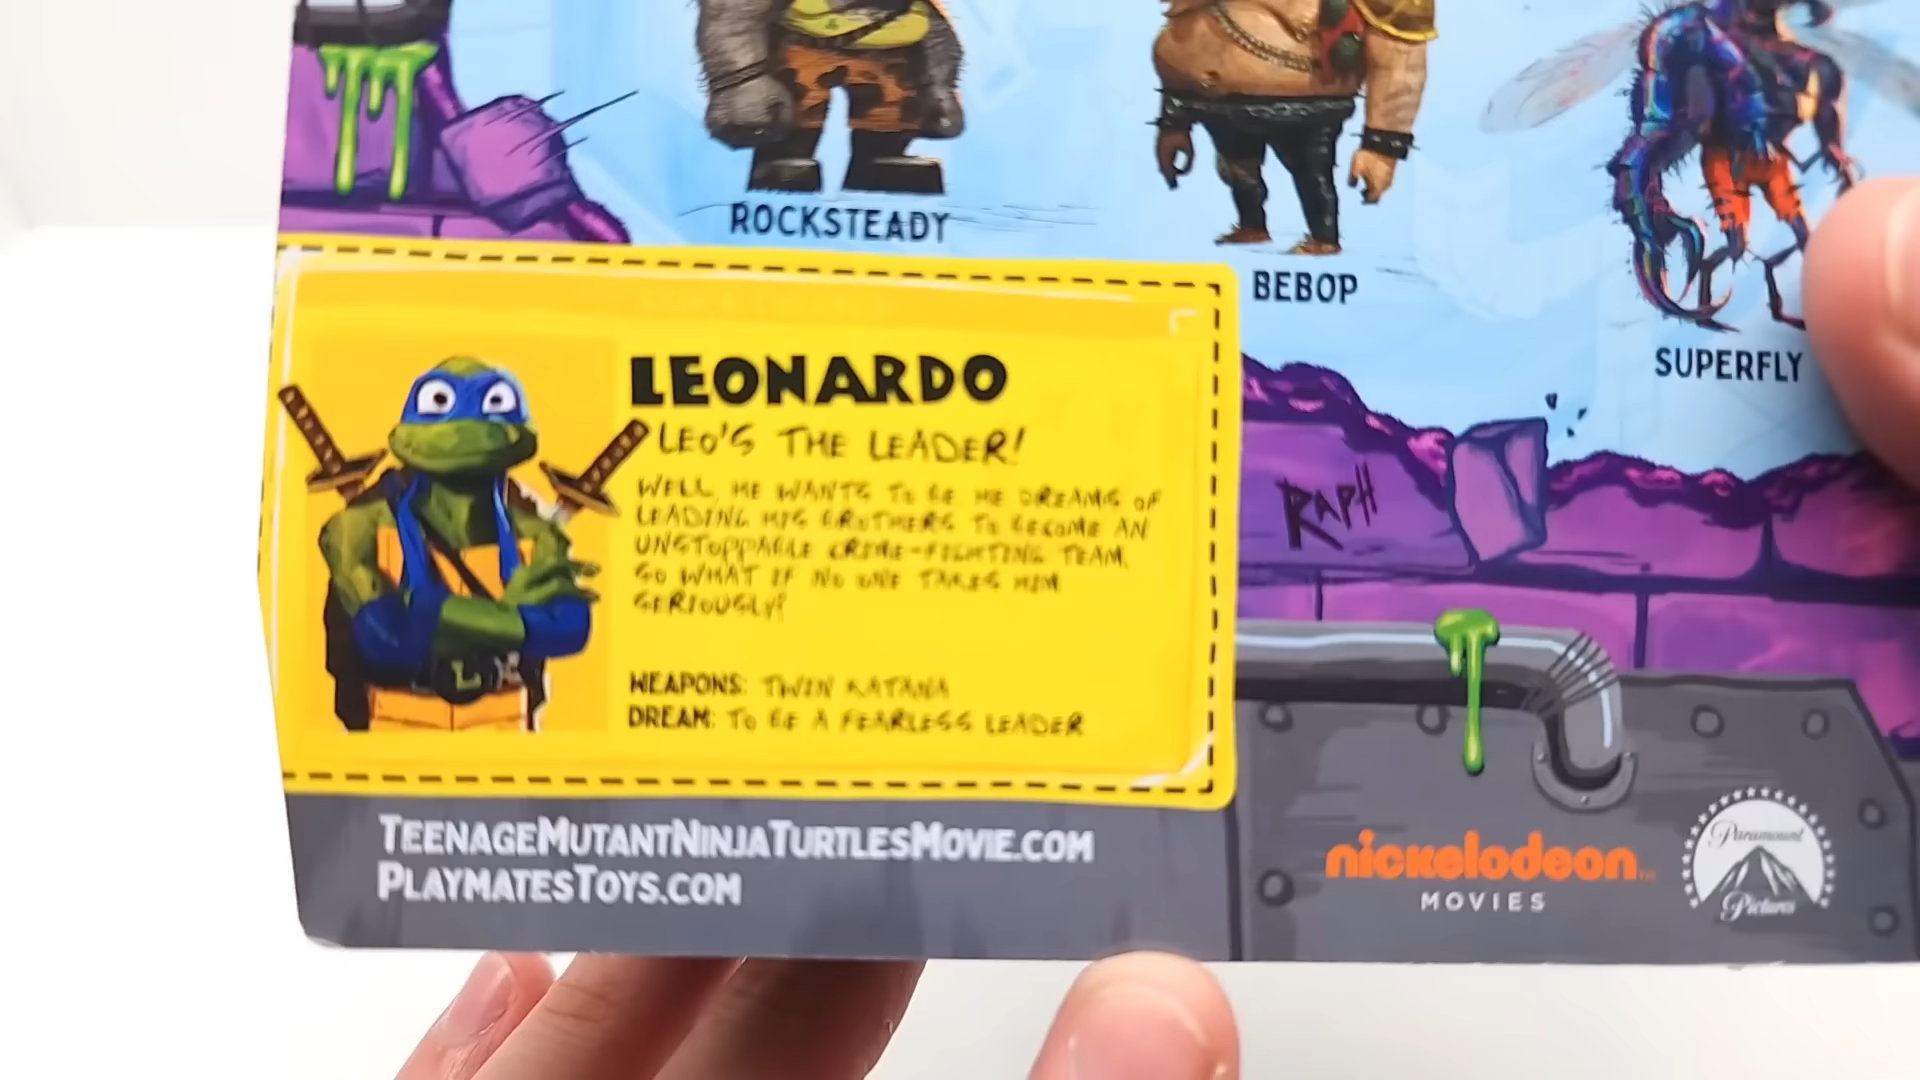 ROCKSTEADY
BEBOP
SUPERFLY
LEONARDO
LEO'S THE LEADER!
WELL, HE WANTS TO BE. HE DREAMS OF
LEADING HIS BROTHERS TO BECOME AN
UNSTOPPABLE CRIME-FIGHTING TEAM.
SO WHAT IF NO ONE TAKES HIM
SERIOUSLY?
WEAPONS: TWIN KATANA
DREAM: TO BE A FEARLESS LEADER
RAPH
TEENAGEMUTANTNINJATURTLESMOVIE.COM
PLAYMATESTOYS.COM
nickelodeon
MOVIES
Paramount
Pictures
L